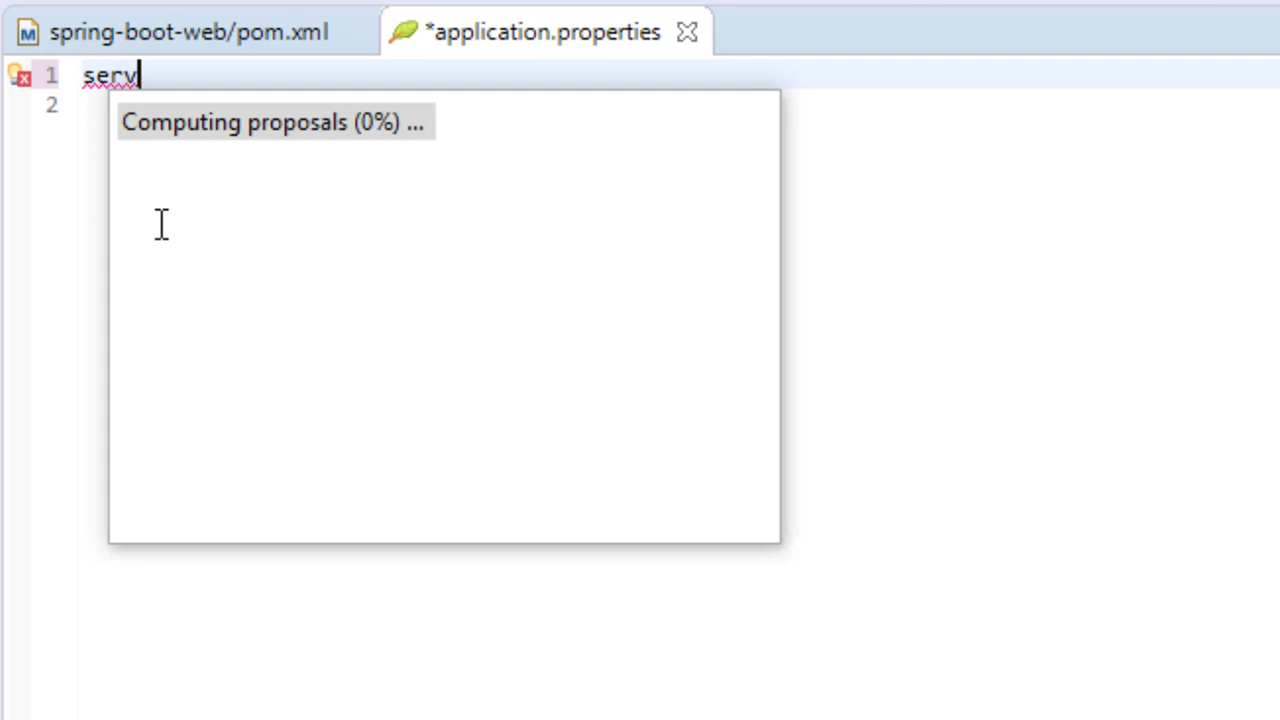 spring-boot-web/pom.xml
*application.properties
1 serv
2
Computing proposals (0%) ...